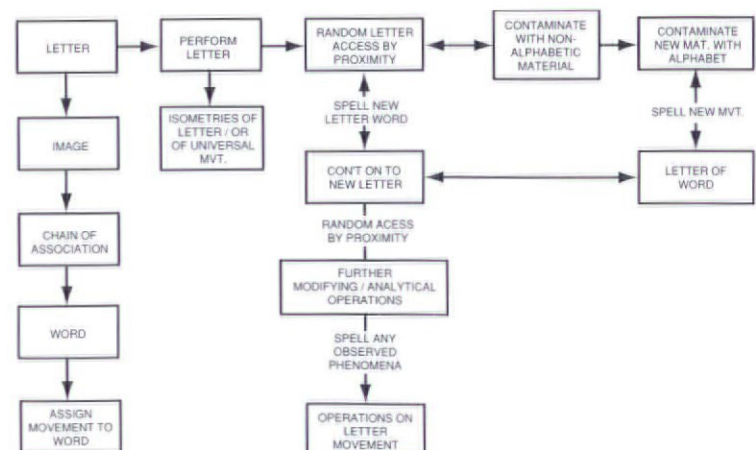 LETTER
PERFORM
LETTER
RANDOM LETTER
ACCESS BY
PROXIMITY
CONTAMINATE
WITH NON-
ALPHABETIC
MATERIAL
CONTAMINATE
NEW MAT. WITH
ALPHABET
ISOMETRIES OF
LETTER / OR
OF UNIVERSAL
MVT.
SPELL NEW
LETTER WORD
SPELL NEW MVT.
IMAGE
CON'T ON TO
NEW LETTER
LETTER OF
WORD
CHAIN OF
ASSOCIATION
RANDOM ACESS
BY PROXIMITY
FURTHER
MODIFYING / ANALYTICAL
OPERATIONS
WORD
SPELL ANY
OBSERVED
PHENOMENA
ASSIGN
MOVEMENT TO
WORD
OPERATIONS ON
LETTER
MOVEMENT